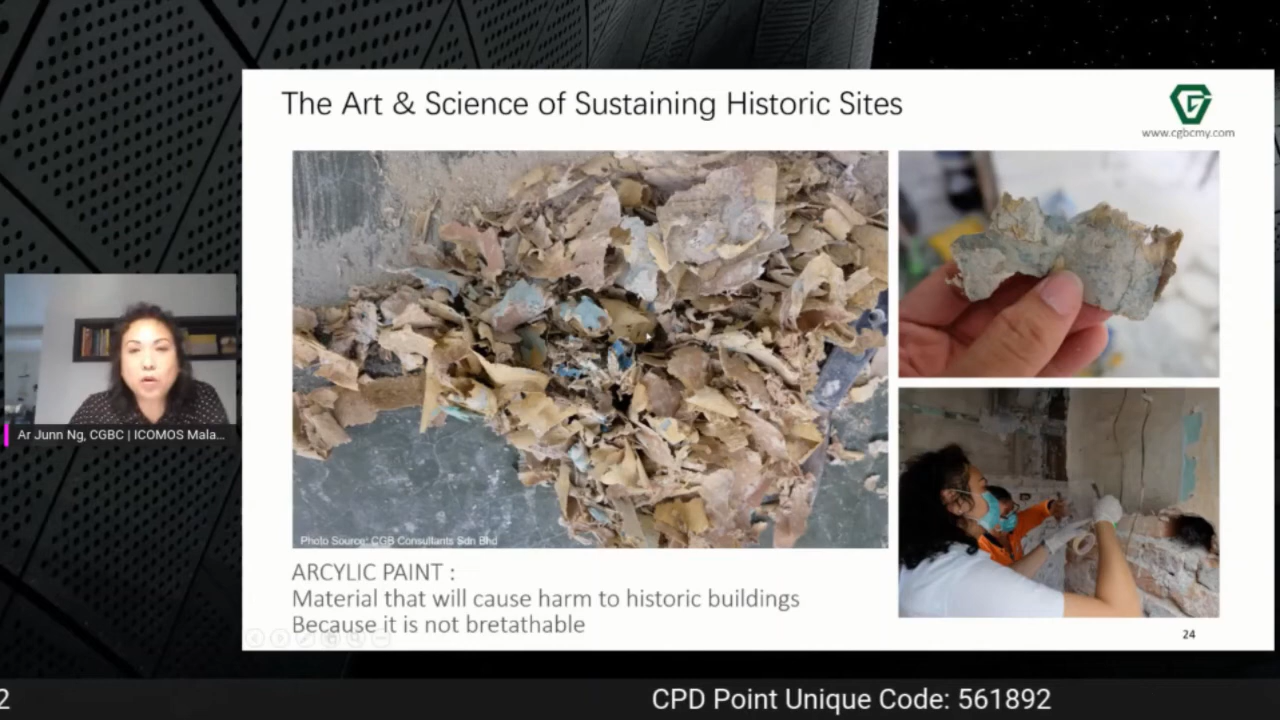 The Art & Science of Sustaining Historic Sites
www.cgbcmy.com
Photo Source: CGB Consultants Sdn Bhd
Ar Junn Ng, CGBC | ICOMOS Mala...
ARCYLIC PAINT :
Material that will cause harm to historic buildings
Because it is not bretathable
24
2
CPD Point Unique Code: 561892